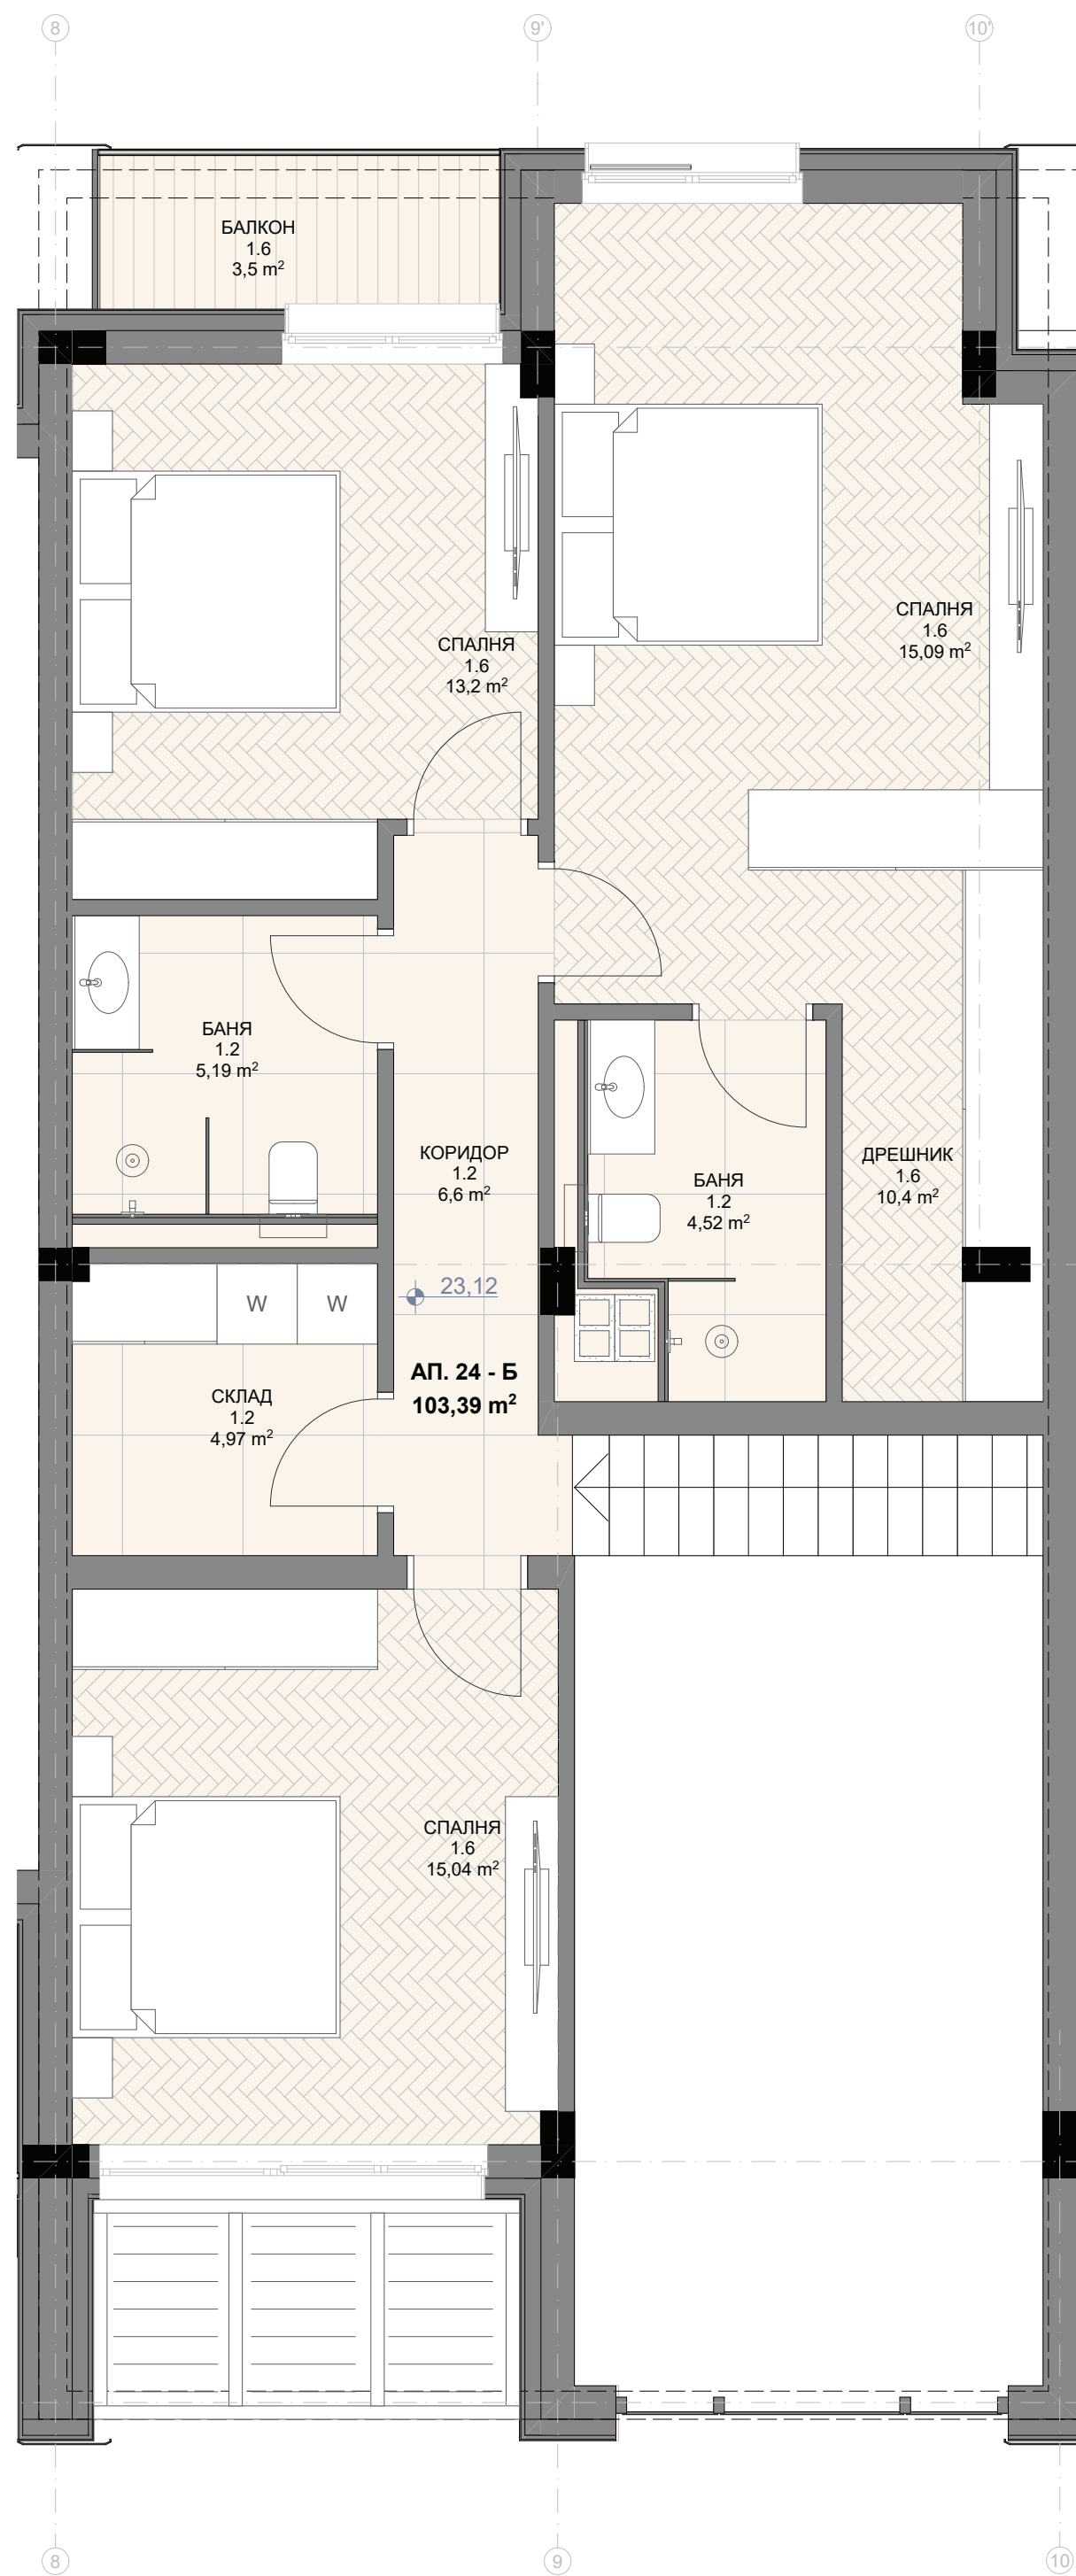 8
9'
10'
БАЛКОН
1.6
3,5 m²
СПАЛНЯ
1.6
15,09 m²
СПАЛНЯ
1.6
13,2 m²
БАНЯ
1.2
5,19 m²
КОРИДОР
1.2
6,6 m²
БАНЯ
1.2
4,52 m²
ДРЕШНИК
1.6
10,4 m²
23,12
W
W
АП. 24 - Б
103,39 m²
СКЛАД
1.2
4,97 m²
СПАЛНЯ
1.6
15,04 m²
8
9
10